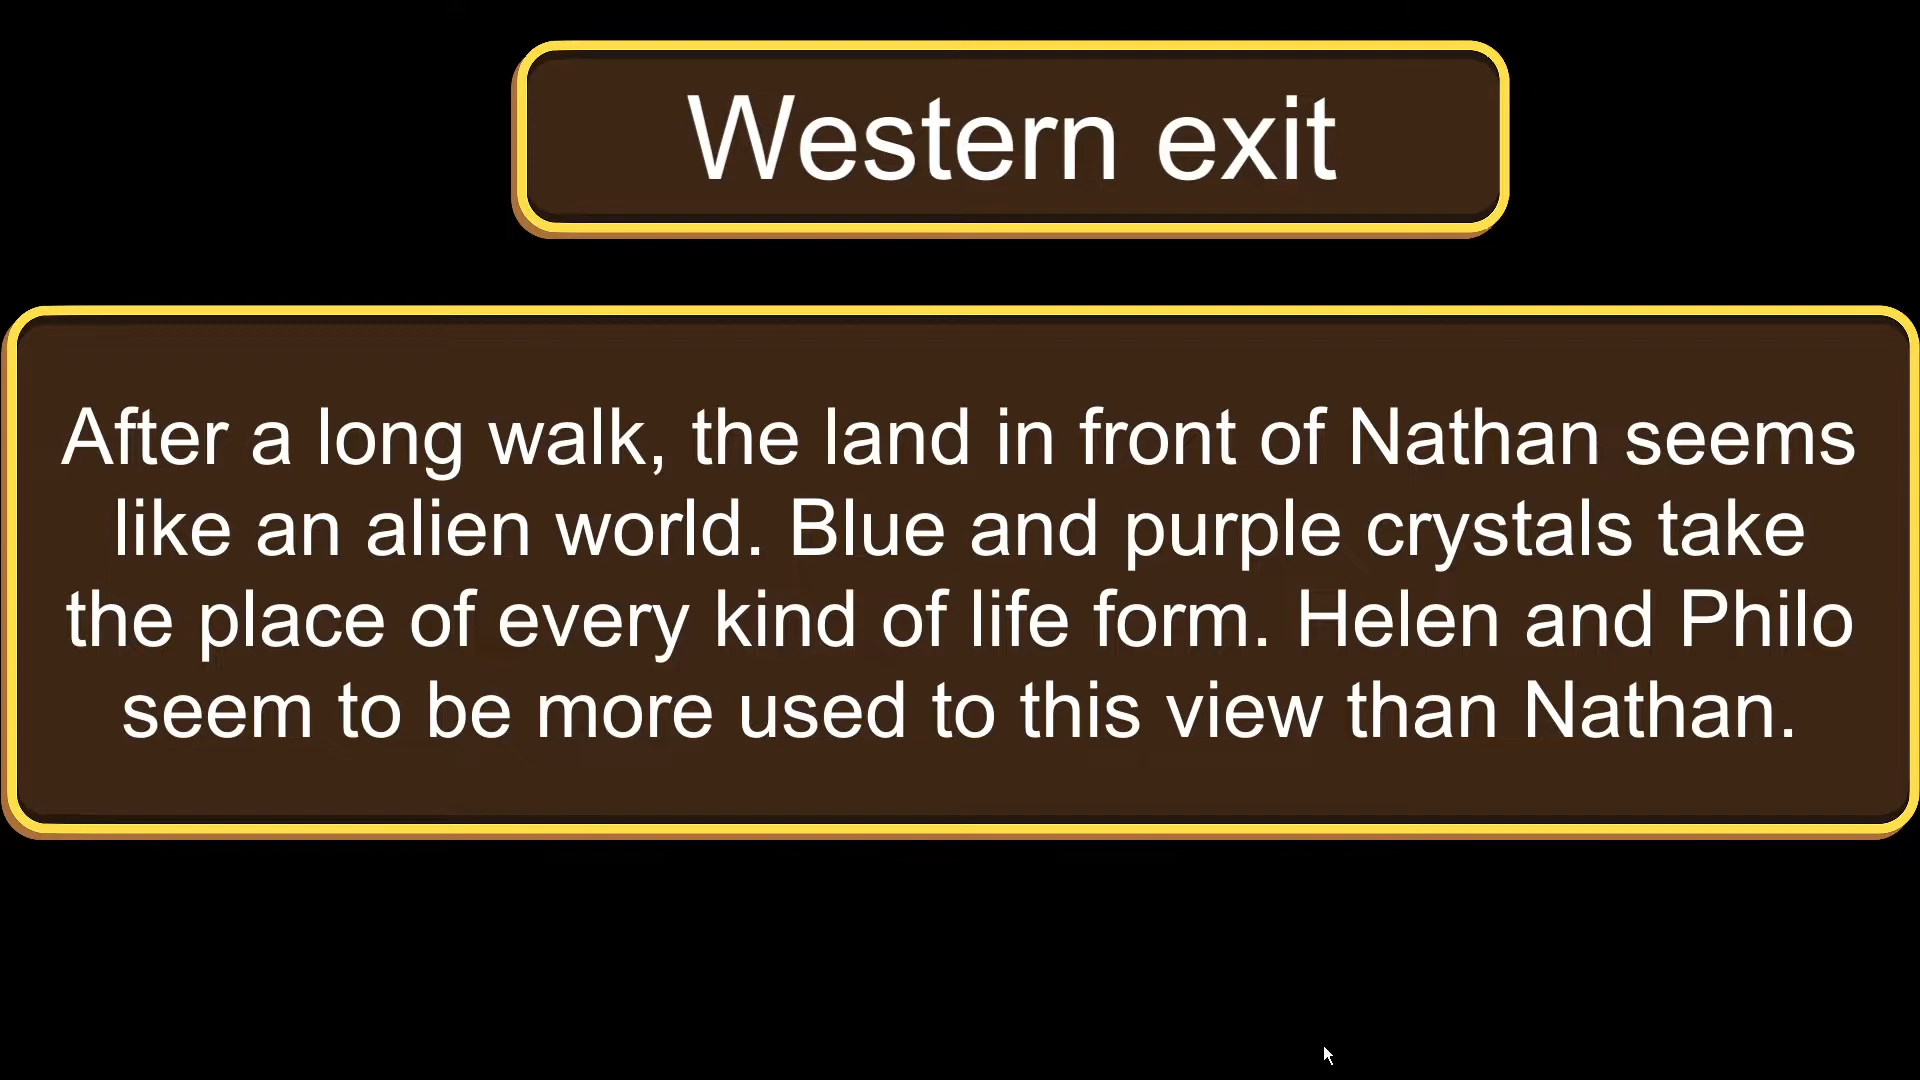 Western exit
After a long walk, the land in front of Nathan seems
like an alien world. Blue and purple crystals take
the place of every kind of life form. Helen and Philo
seem to be more used to this view than Nathan.